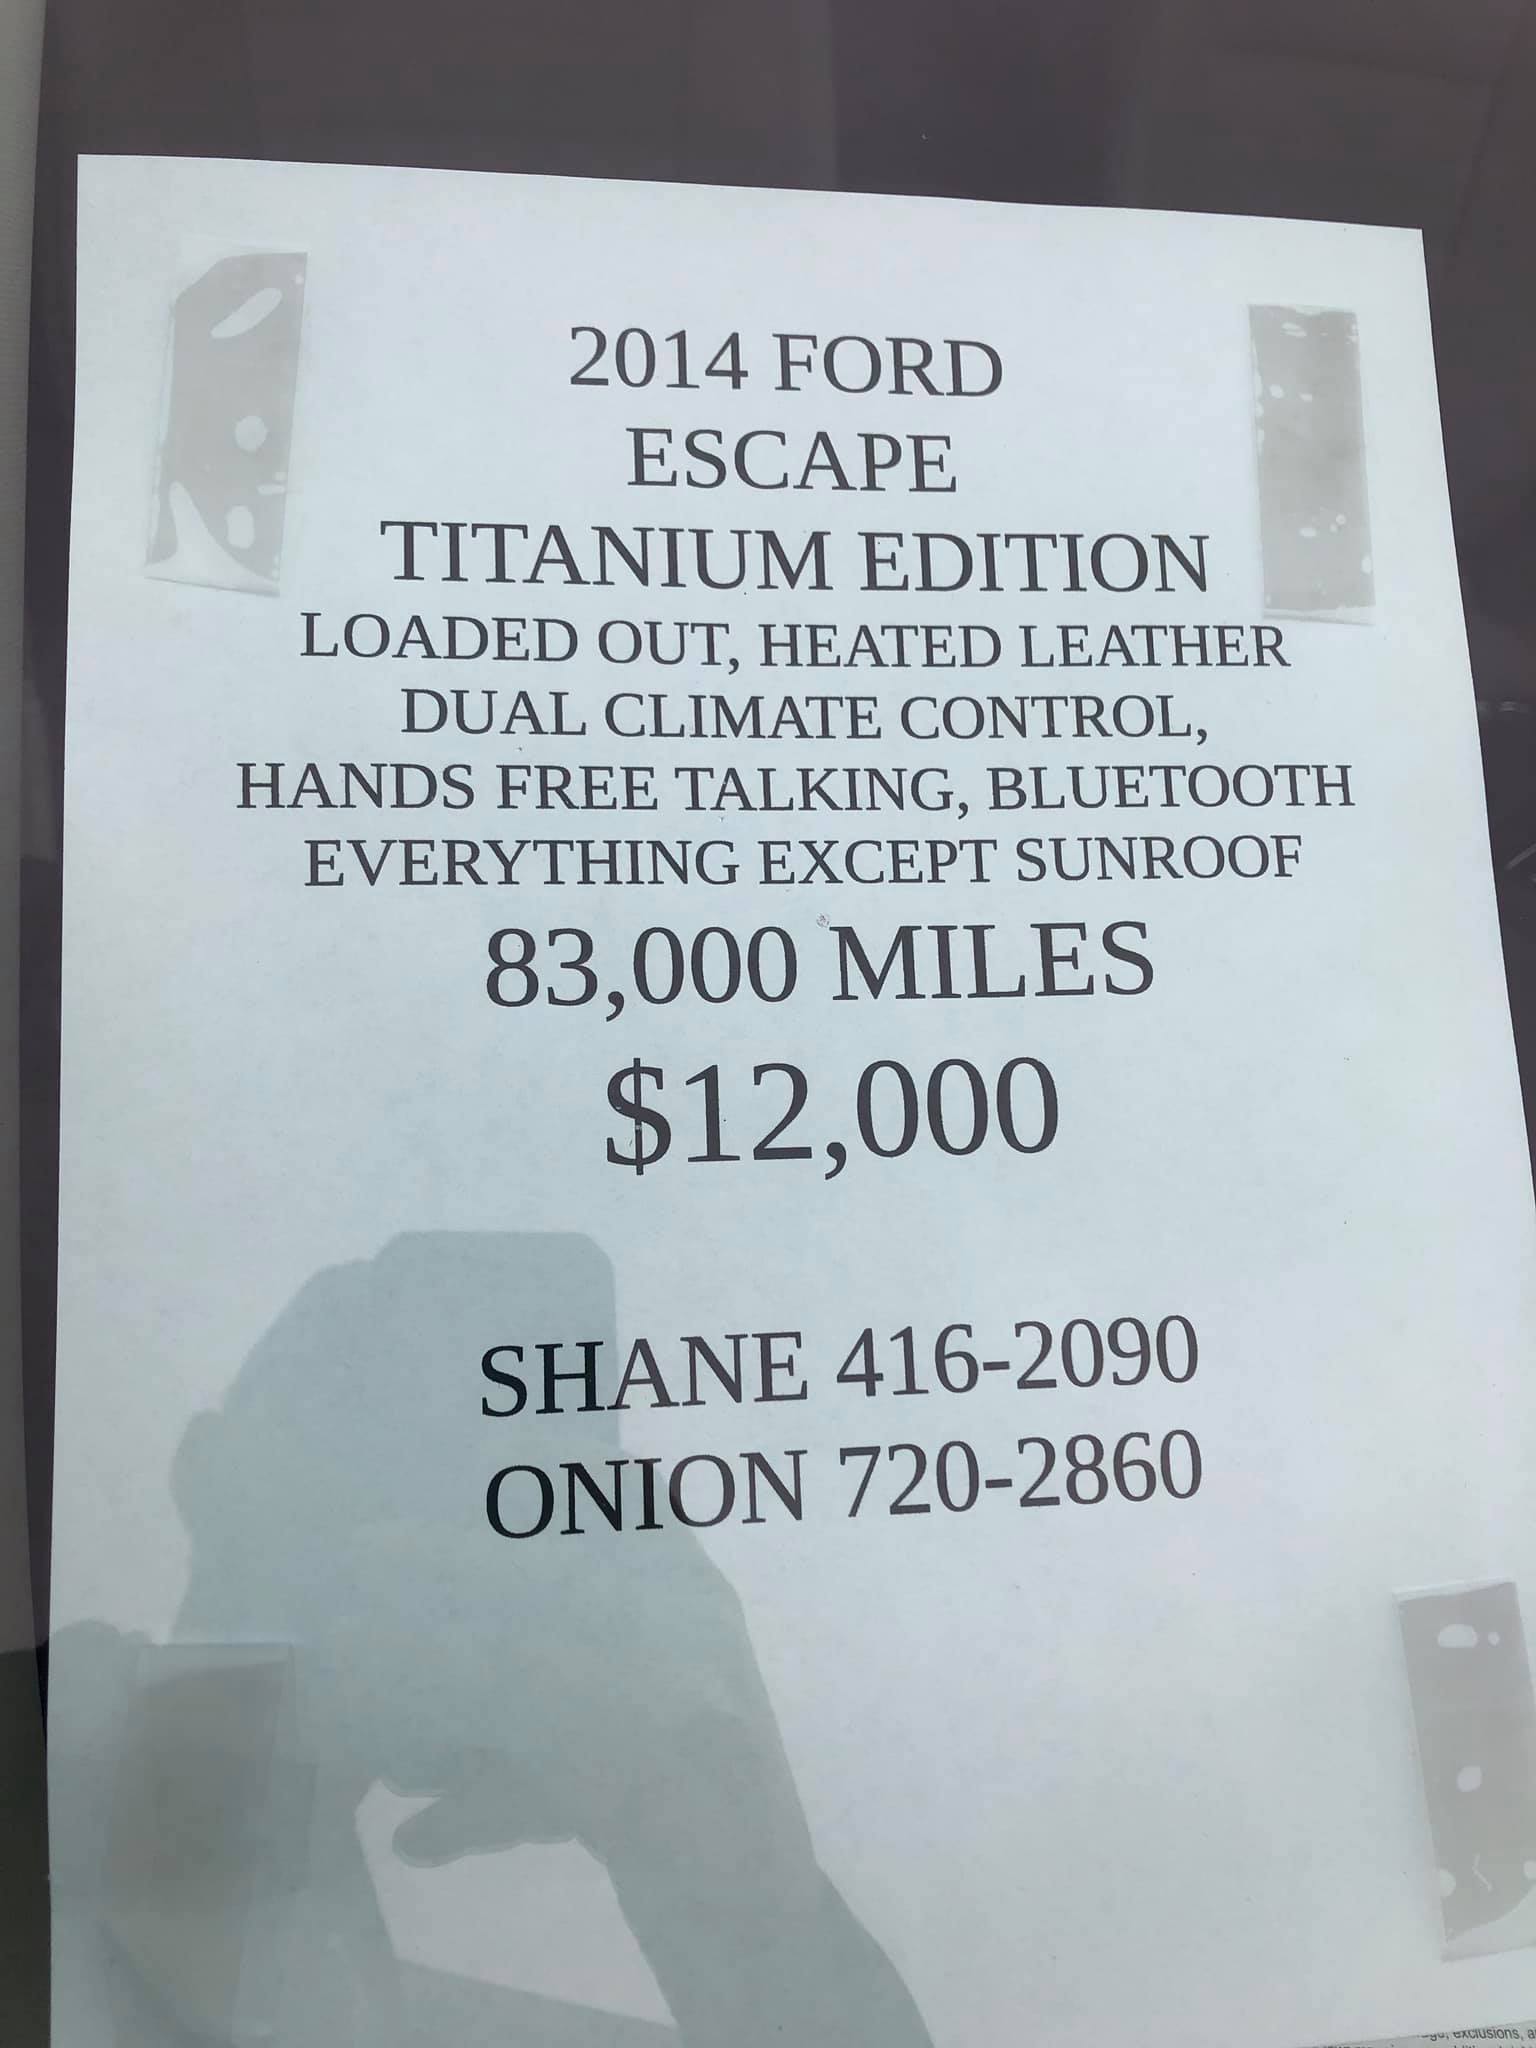 2014 FORD
ESCAPE
TITANIUM EDITION
LOADED OUT, HEATED LEATHER
DUAL CLIMATE CONTROL,
HANDS FREE TALKING, BLUETOOTH
EVERYTHING EXCEPT SUNROOF
83,000 MILES
$12,000
SHANE 416-2090
ONION 720-2860
exclusions,